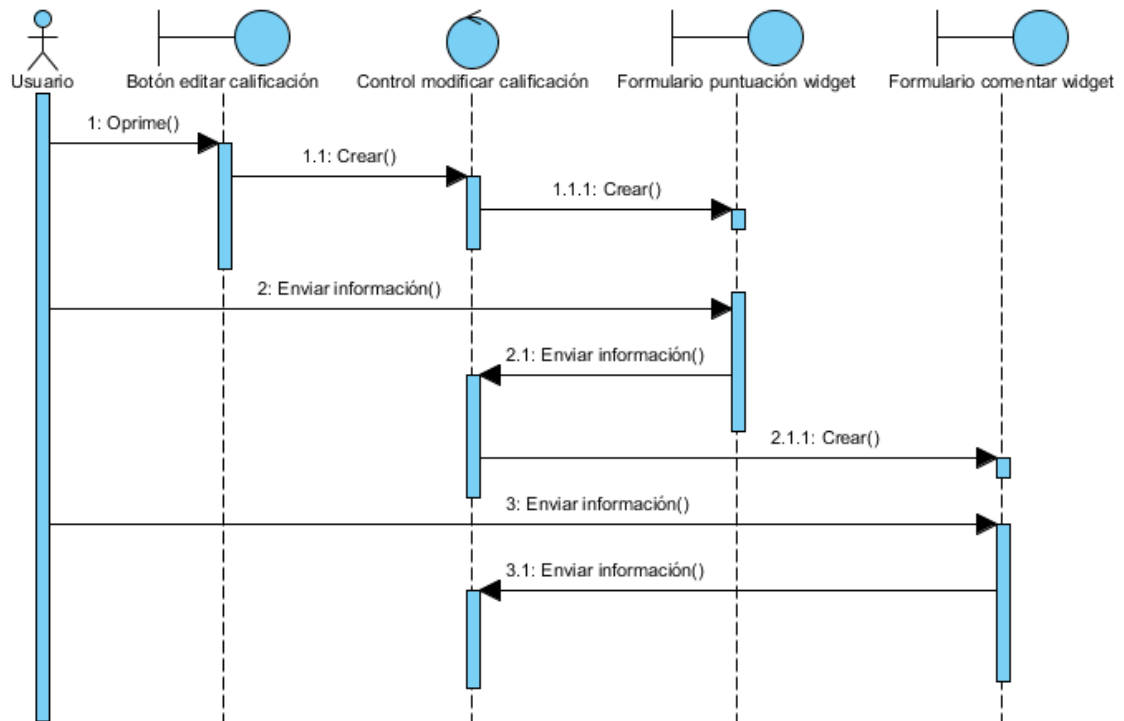 Usuario
Botón editar calificación
Control modificar calificación
Formulario puntuación widget
Formulario comentar widget
1: Oprime()
1.1: Crear()
1.1.1: Crear()
2: Enviar información()
2.1: Enviar información()
2.1.1: Crear()
3: Enviar información()
3.1: Enviar información()